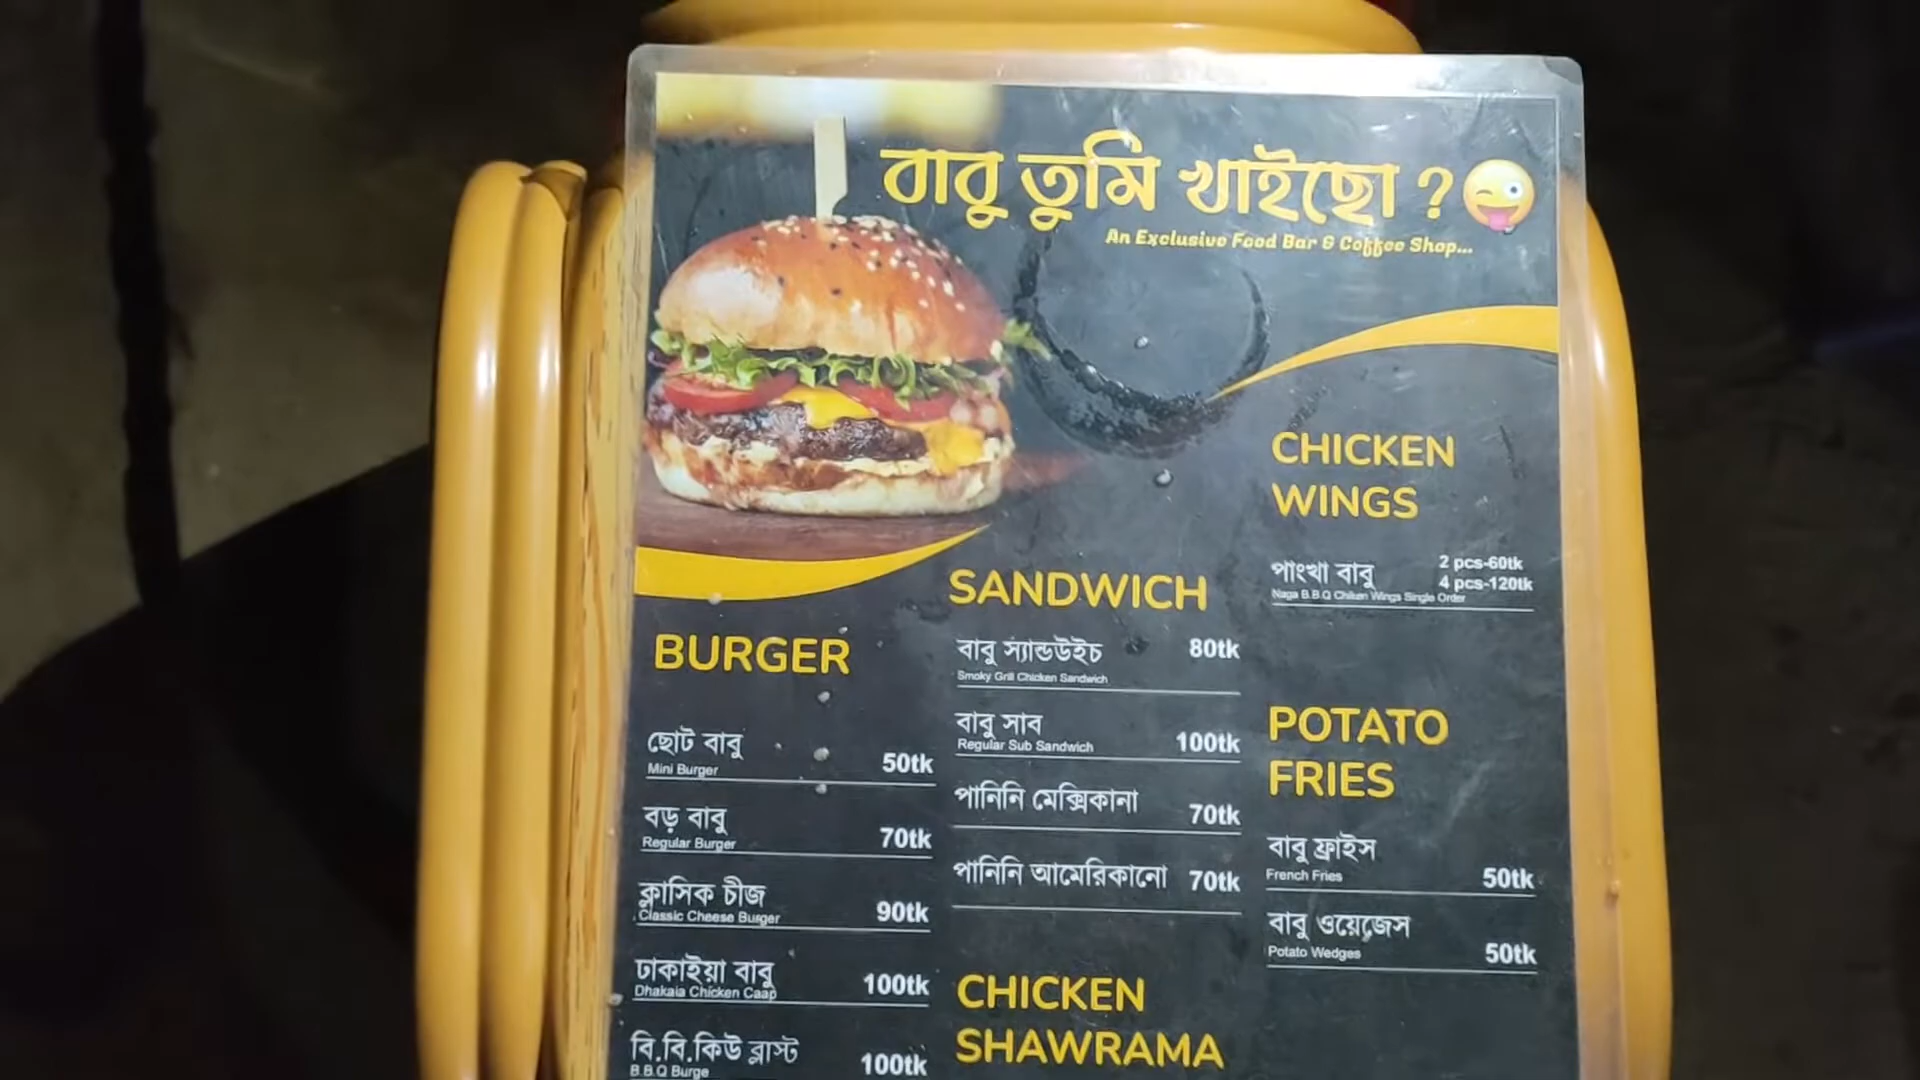 বাবু তুমি খাইছো ?
An Exclusive Food Bar & Coffee Shop...
BURGER
ছোট বাবু
Mini Burger
50tk
বড় বাবু
Regular Burger
70tk
ক্লাসিক চীজ
Classic Cheese Burger
90tk
ঢাকাইয়া বাবু
Dhakaia Chicken Caap
100tk
বি.বি.কিউ ব্লাস্ট
B.B.Q Burge
100tk
SANDWICH
বাবু স্যান্ডউইচ
80tk
Smoky Grill Chicken Sandwich
বাবু সাব
Regular Sub Sandwich
100tk
পানিনি মেক্সিকানা
70tk
পানিনি আমেরিকানো
70tk
CHICKEN
SHAWRAMA
CHICKEN
WINGS
পাংখা বাবু
2 pcs-60tk
4 pcs-120tk
Naga B.B.Q Chiken Wings Single Order
POTATO
FRIES
বাবু ফ্রাইস
French Fries
50tk
বাবু ওয়েজেস
Potato Wedges
50tk